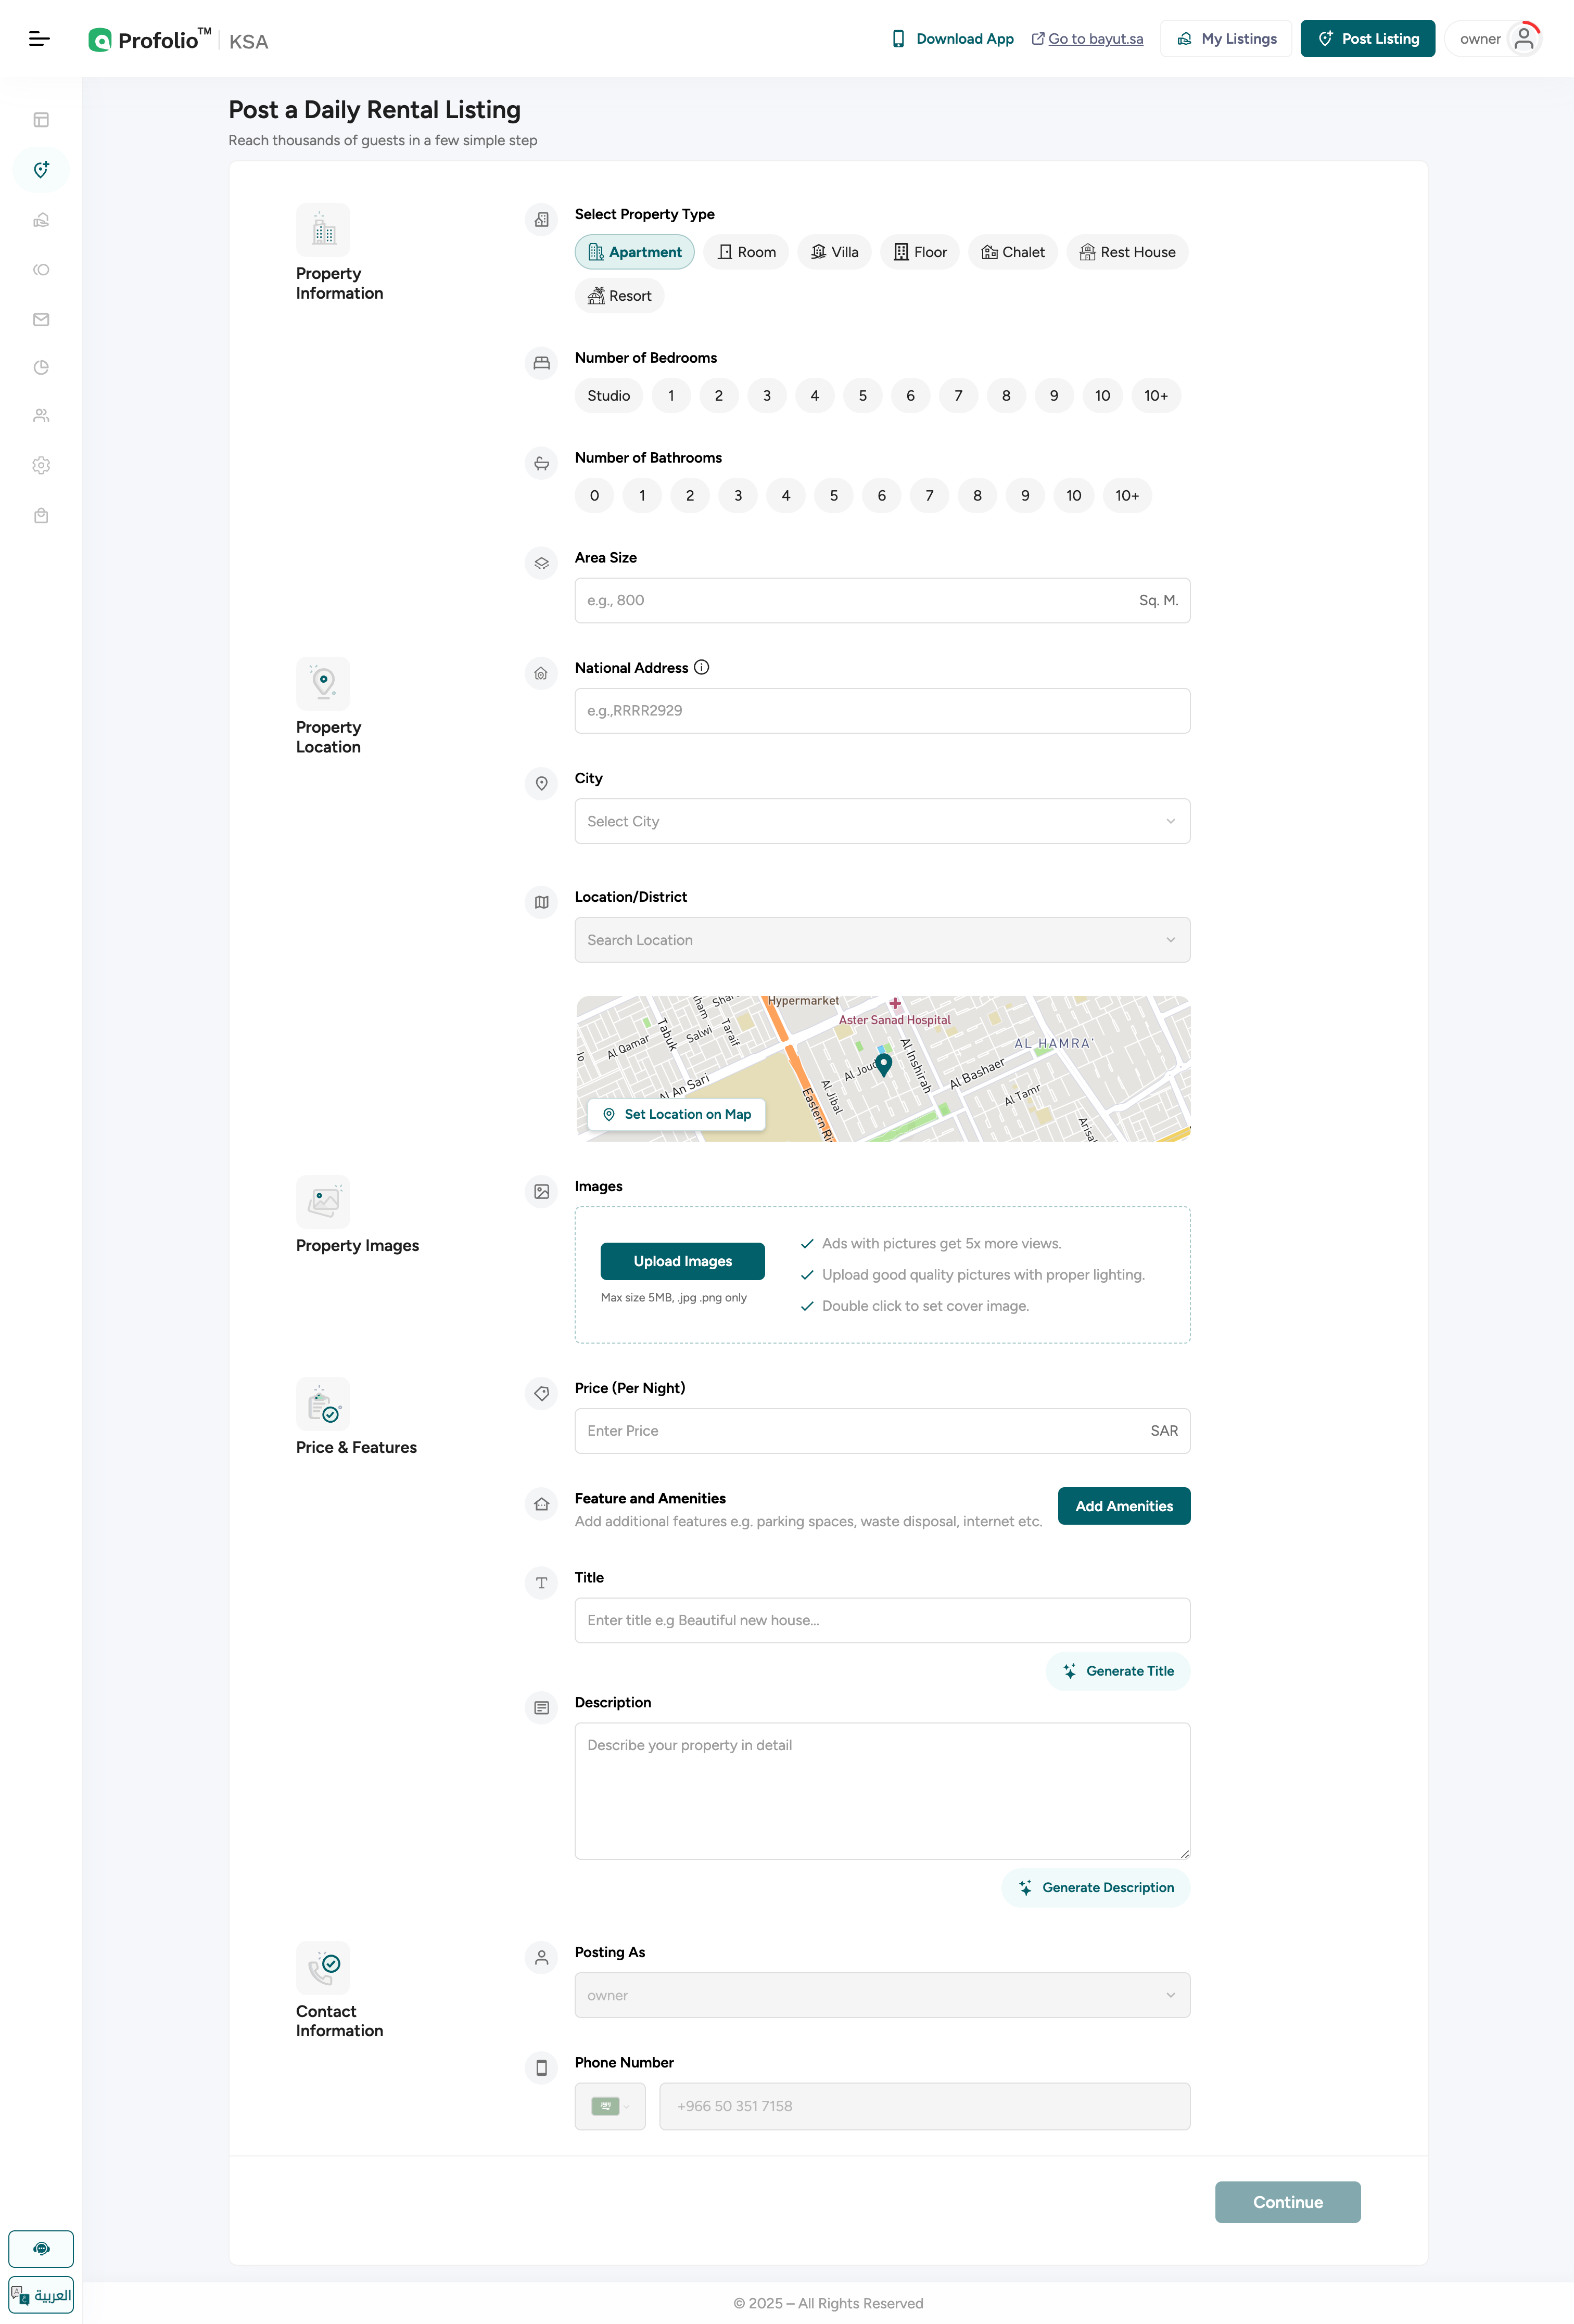 Profolio™ | KSA
Download App
Go to bayut.sa
My Listings
Post Listing
owner
Post a Daily Rental Listing
Reach thousands of guests in a few simple step
Property
Information
Select Property Type
Apartment
Room
Villa
Floor
Chalet
Rest House
Resort
Number of Bedrooms
Studio 1 2 3 4 5 6 7 8 9 10 10+
Number of Bathrooms
0 1 2 3 4 5 6 7 8 9 10 10+
Area Size
e.g., 800 Sq. M.
Property
Location
National Address
e.g.,RRRR2929
City
Select City
Location/District
Search Location
Hypermarket
Aster Sanad Hospital
AL HAMRA'
Al Qamar
Tabuk
Salwi
Taraif
Al An Sari
Al Jibal
Al Inshirah
Al Bashaer
Al Tamr
Set Location on Map
Property Images
Images
Upload Images
Max size 5MB, .jpg .png only
Ads with pictures get 5x more views.
Upload good quality pictures with proper lighting.
Double click to set cover image.
Price & Features
Price (Per Night)
Enter Price SAR
Feature and Amenities
Add additional features e.g. parking spaces, waste disposal, internet etc.
Add Amenities
Title
Enter title e.g Beautiful new house...
Generate Title
Description
Describe your property in detail
Generate Description
Contact
Information
Posting As
owner
Phone Number
+966 50 351 7158
Continue
العربية
© 2025 – All Rights Reserved